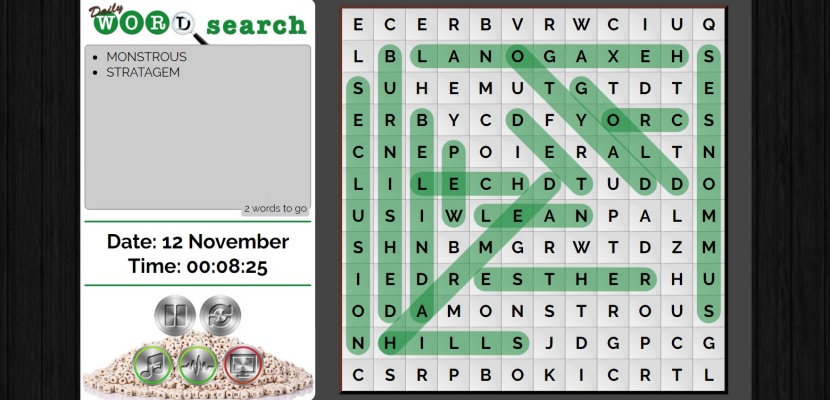 Daily
WORD search
MONSTROUS
STRATAGEM
2 words to go
Date: 12 November
Time: 00:08:25
E C E R B V R W C I U Q
L B L A N O G A X E H S
S U H E M U T G T D T E
E R B Y C D F Y O R C S
C N E P O I E R A L T N
L I L E C H D T U D D O
U S I W L E A N P A L M
S H N B M G R W T D Z M
I E D R E S T H E R H U
O D A M O N S T R O U S
N H I L L S J D G P C G
C S R P B O K I C R T L